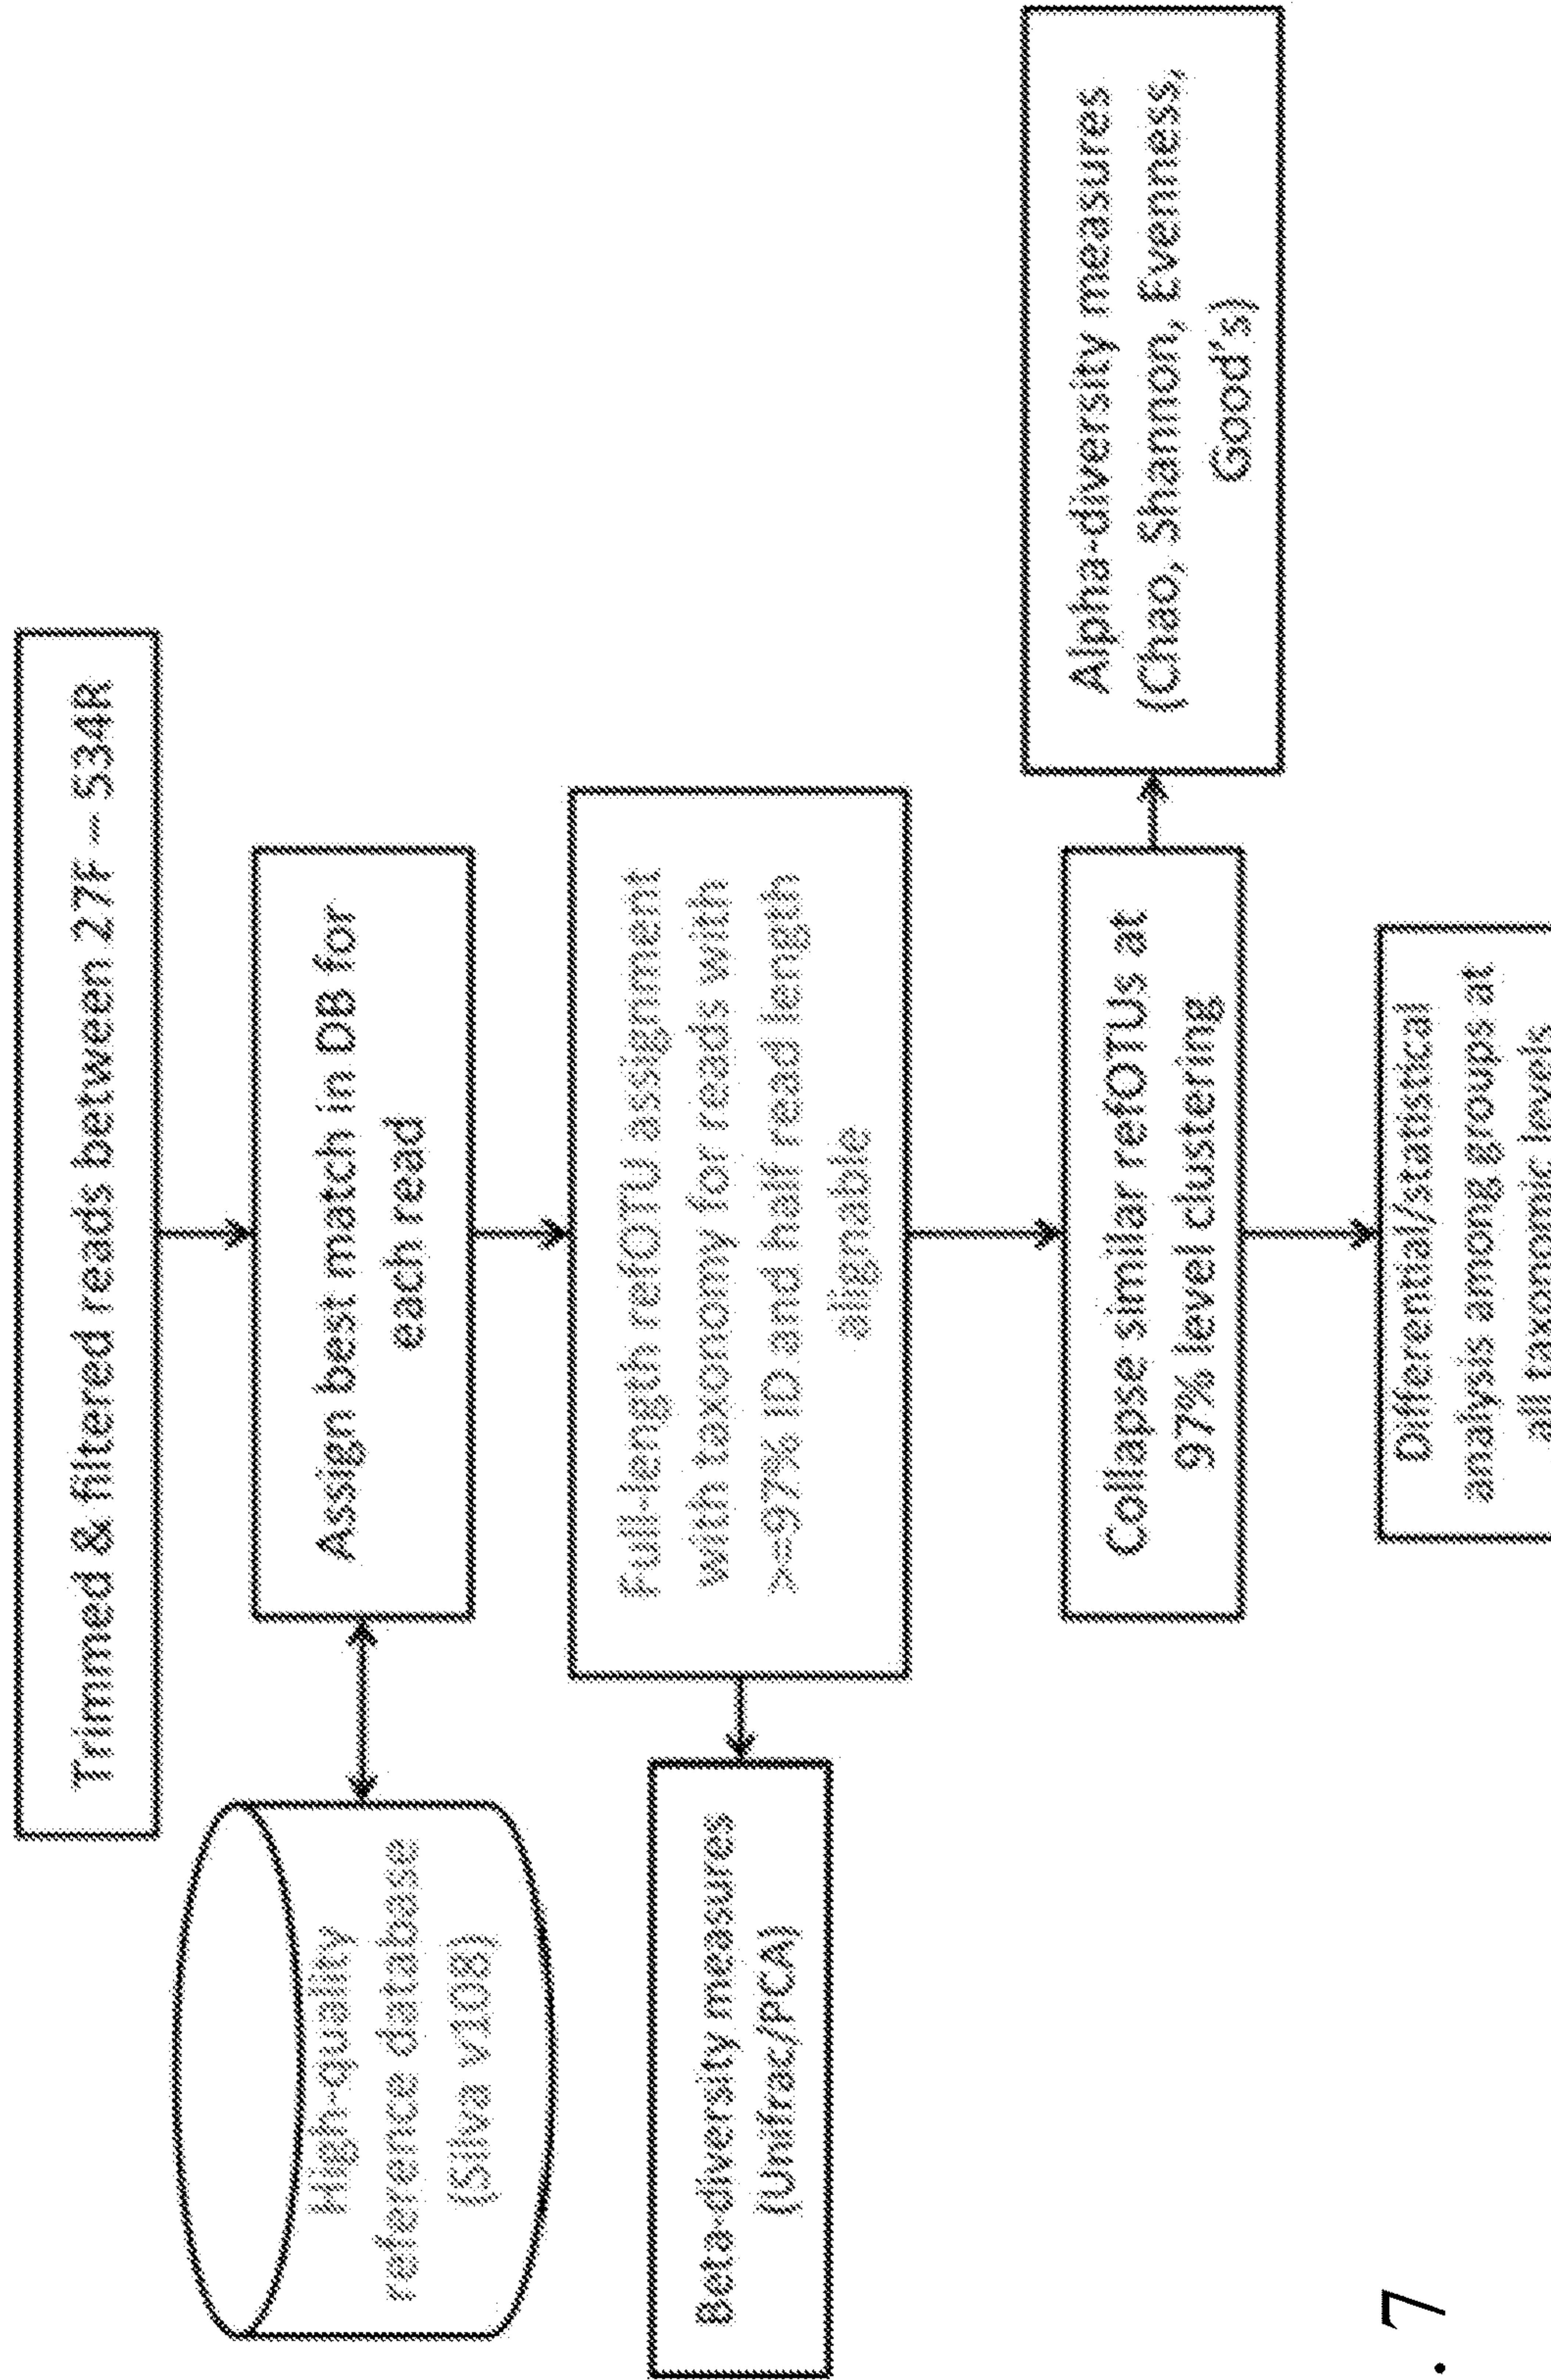 Trimmed & filtered reads between 27F – 534R
High-quality
reference database
(Silva v108)
Assign best match in DB for
each read
Full-length refOTU assignment
with taxonomy for reads with
>=97% ID and half read length
alignable
Beta-diversity measures
(Unifrac/PCA)
Collapse similar refOTUs at
97% level clustering
Alpha-diversity measures
(Chao, Shannon, Evenness,
Good's)
Differential/statistical
analysis among groups at
all taxonomic levels
. 7